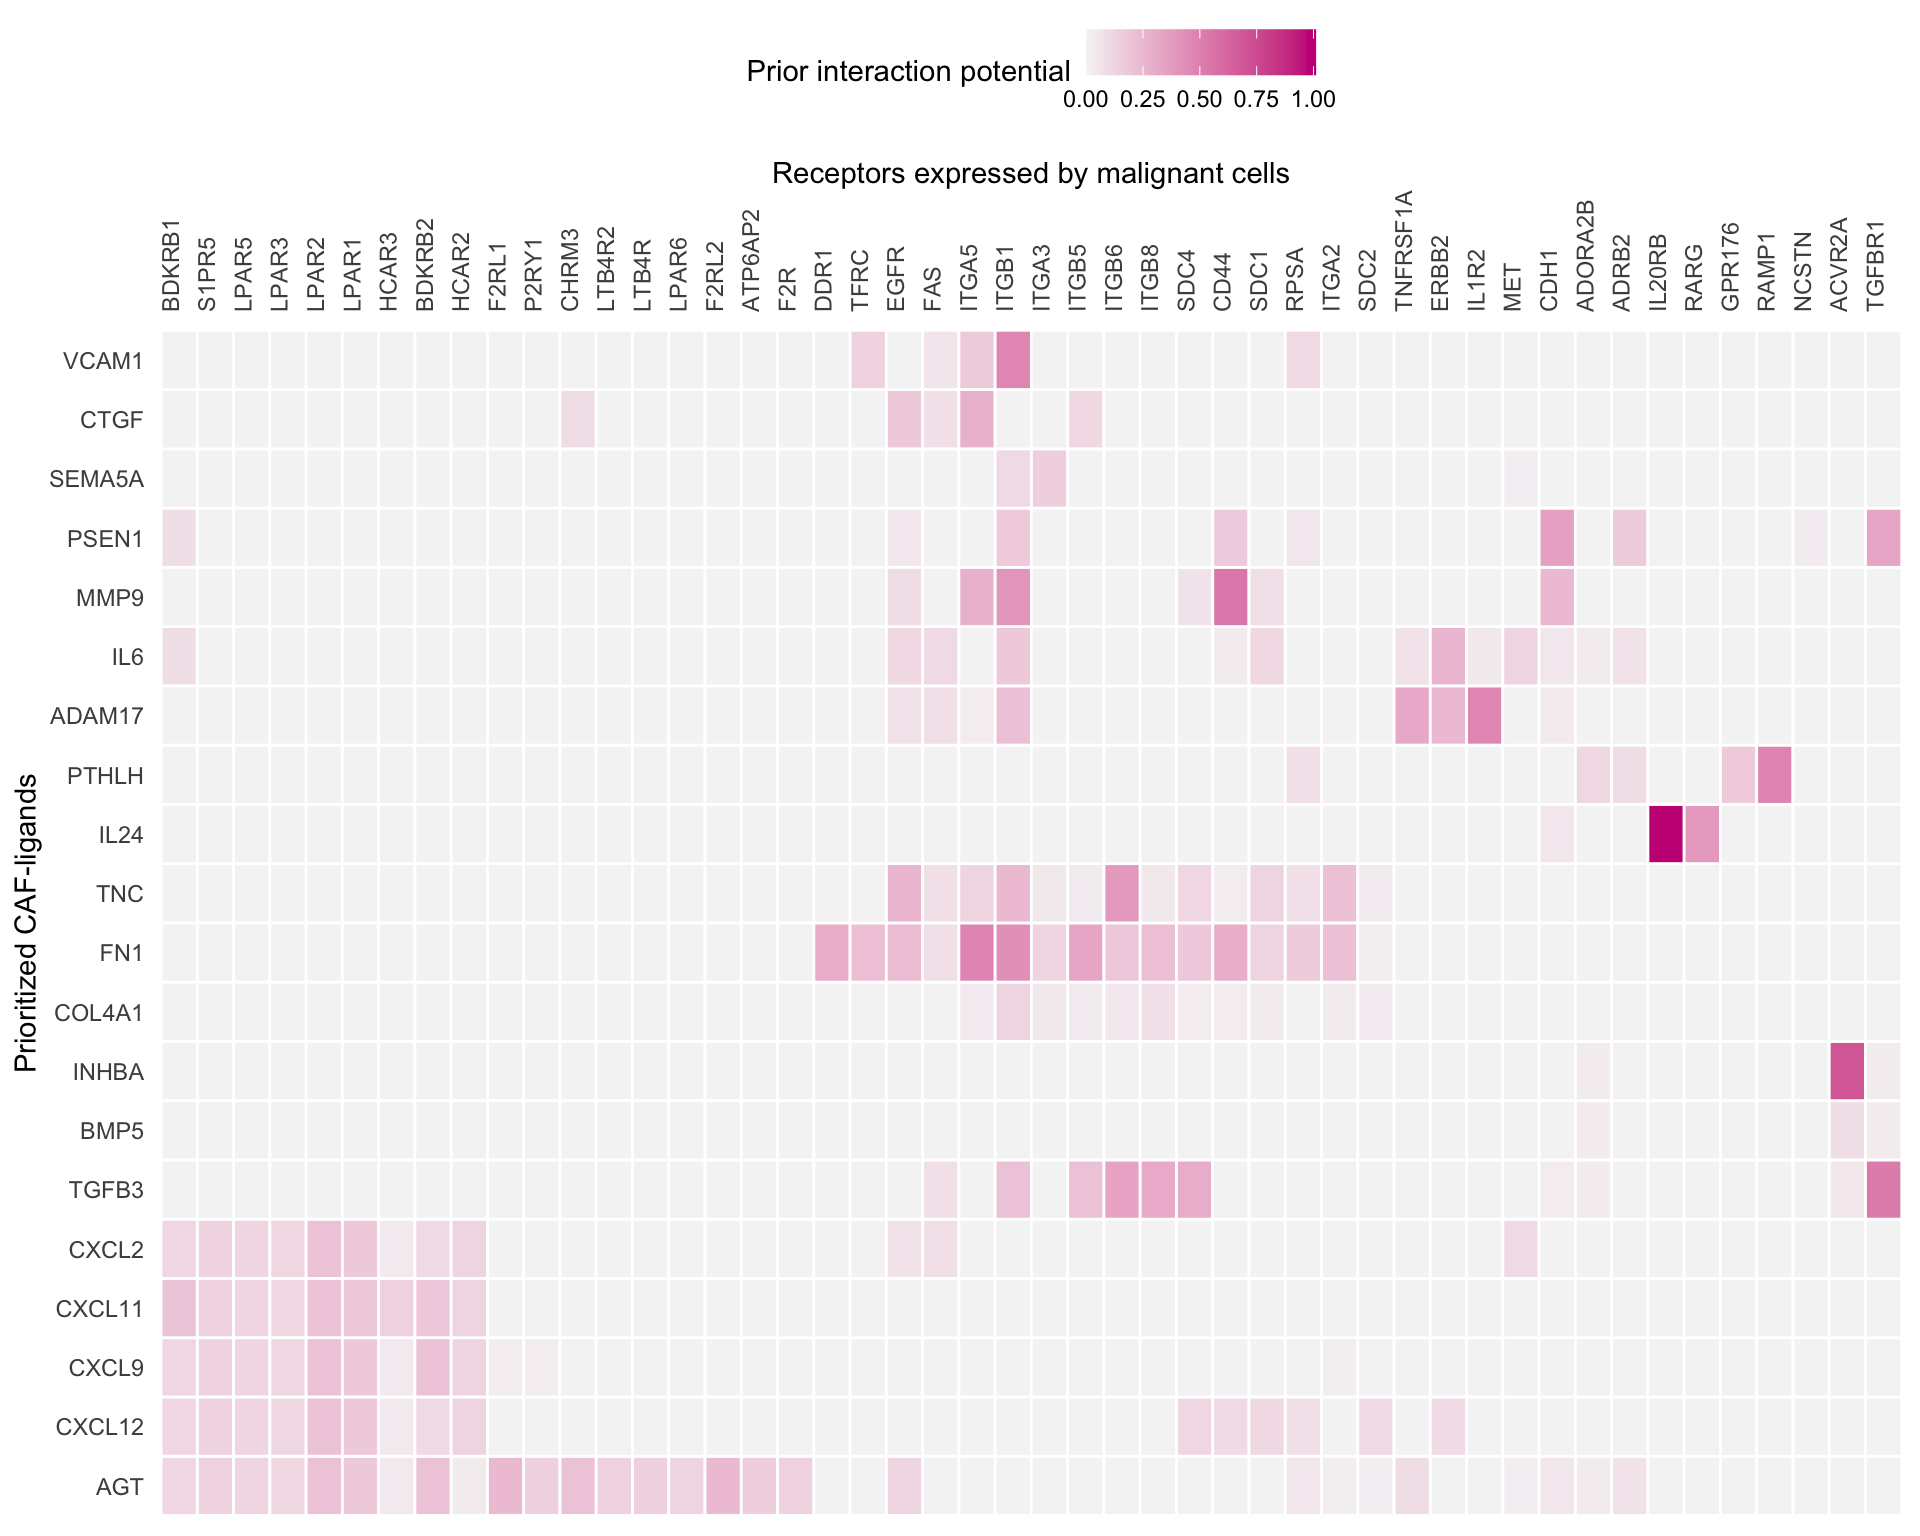 Prior interaction potential
0.00 0.25 0.50 0.75 1.00
Receptors expressed by malignant cells
BDKRB1
S1PR5
LPAR5
LPAR3
LPAR2
LPAR1
HCAR3
BDKRB2
HCAR2
F2RL1
P2RY1
CHRM3
LTB4R2
LTB4R
LPAR6
F2RL2
ATP6AP2
F2R
DDR1
TFRC
EGFR
FAS
ITGA5
ITGB1
ITGA3
ITGB5
ITGB6
ITGB8
SDC4
CD44
SDC1
RPSA
ITGA2
SDC2
TNFRSF1A
ERBB2
IL1R2
MET
CDH1
ADORA2B
ADRB2
IL20RB
RARG
GPR176
RAMP1
NCSTN
ACVR2A
TGFBR1
Prioritized CAF-ligands
VCAM1
CTGF
SEMA5A
PSEN1
MMP9
IL6
ADAM17
PTHLH
IL24
TNC
FN1
COL4A1
INHBA
BMP5
TGFB3
CXCL2
CXCL11
CXCL9
CXCL12
AGT